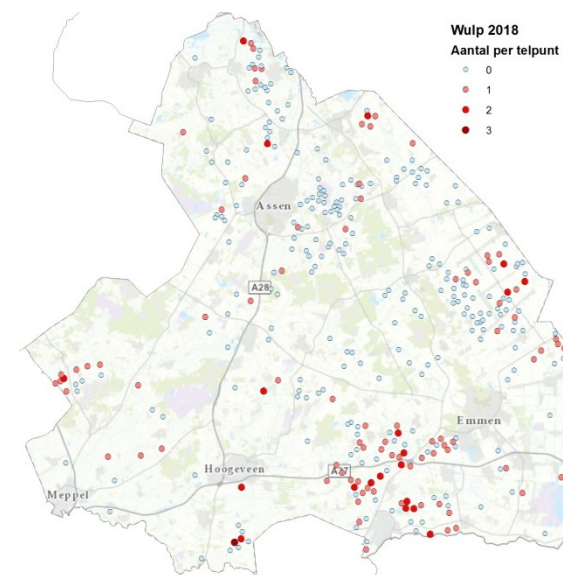 Wulp 2018
Aantal per telpunt
0
1
2
3
Assen
A28
Emmen
Hoogeveen
A37
Meppel